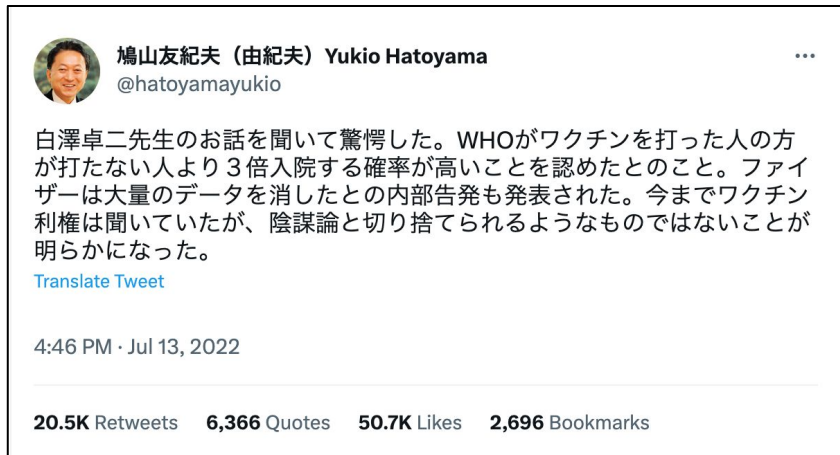 鳩山友紀夫（由紀夫）Yukio Hatoyama
@hatoyamayukio
白澤卓二先生のお話を聞いて驚愕した。WHOがワクチンを打った人の方
が打たない人より３倍入院する確率が高いことを認めたとのこと。ファイ
ザーは大量のデータを消したとの内部告発も発表された。今までワクチン
利権は聞いていたが、陰謀論と切り捨てられるようなものではないことが
明らかになった。
Translate Tweet
4:46 PM · Jul 13, 2022
20.5K Retweets 6,366 Quotes 50.7K Likes 2,696 Bookmarks